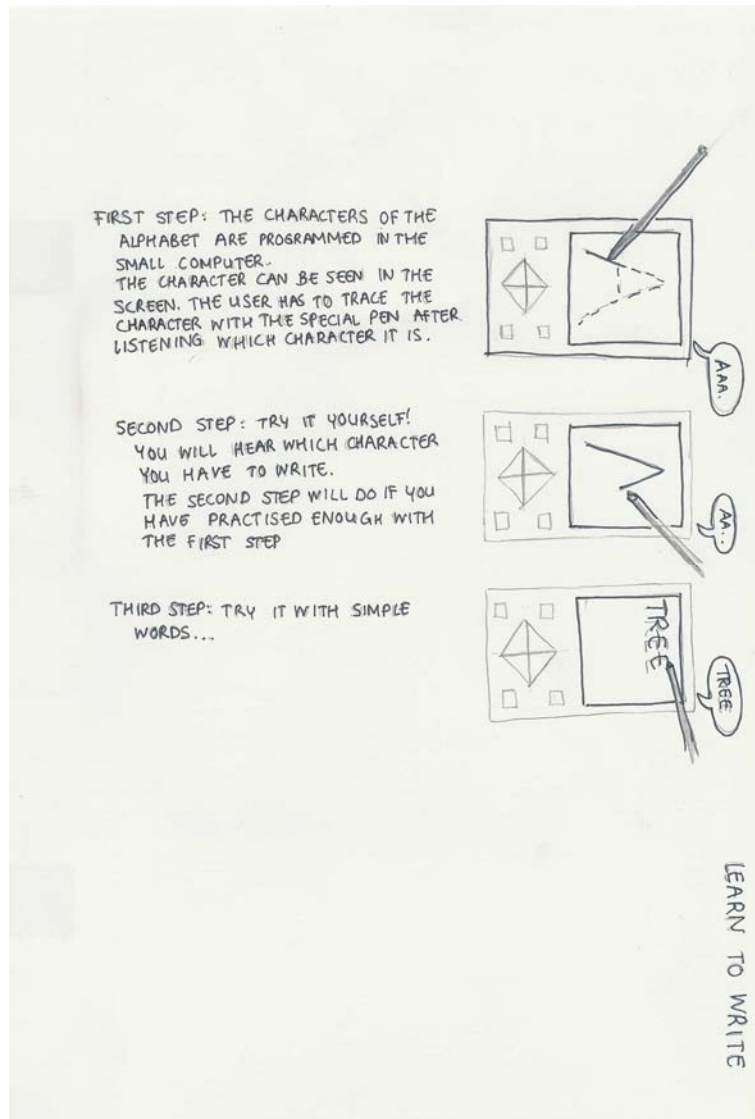 LEARN TO WRITE
FIRST STEP: THE CHARACTERS OF THE
ALPHABET ARE PROGRAMMED IN THE
SMALL COMPUTER..
THE CHARACTER CAN BE SEEN IN THE
SCREEN. THE USER HAS TO TRACE THE
CHARACTER WITH THE SPECIAL PEN AFTER
LISTENING WHICH CHARACTER IT IS.
A
AAA.
SECOND STEP: TRY IT YOURSELF!
YOU WILL HEAR WHICH CHARACTER
YOU HAVE TO WRITE.
THE SECOND STEP WILL DO IF YOU
HAVE PRACTISED ENOUGH WITH
THE FIRST STEP
AA..
THIRD STEP: TRY IT WITH SIMPLE
WORDS...
TREE
TREE